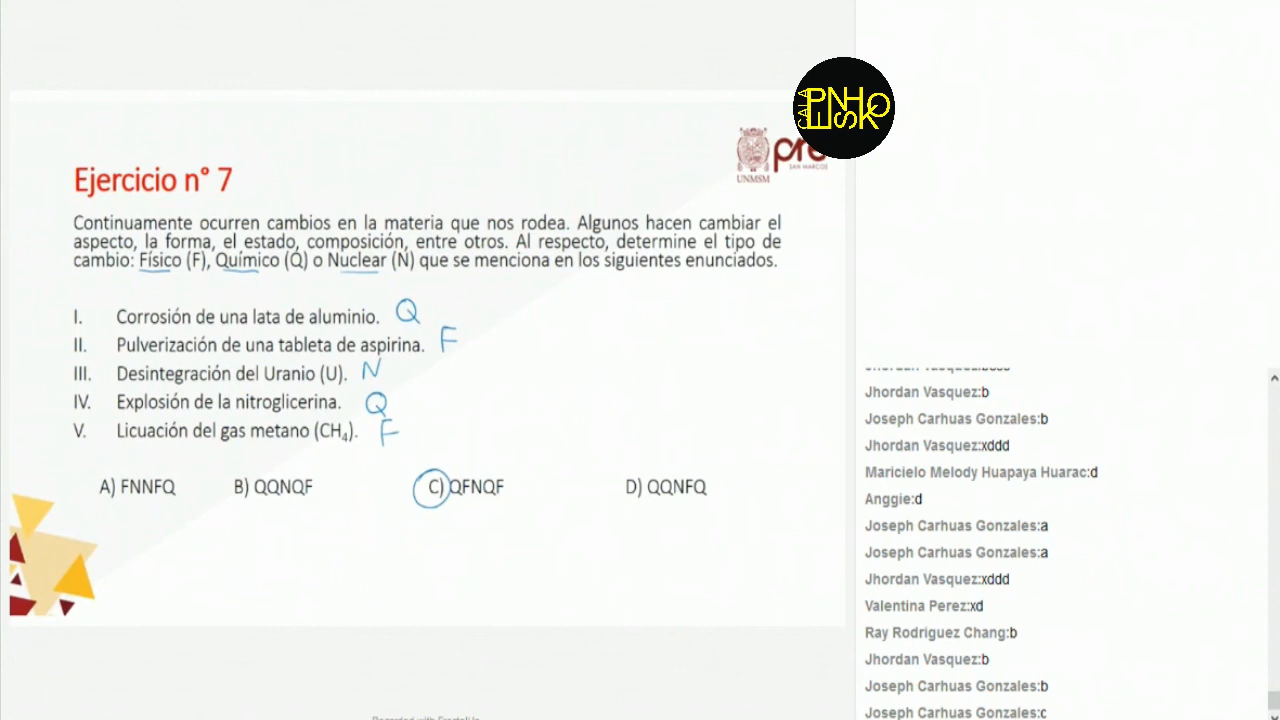 CALA
PENHOESKO
pre
SAN MARCOS
UNMSM
Ejercicio n° 7
Continuamente ocurren cambios en la materia que nos rodea. Algunos hacen cambiar el
aspecto, la forma, el estado, composición, entre otros. Al respecto, determine el tipo de
cambio: Físico (F), Químico (Q) o Nuclear (N) que se menciona en los siguientes enunciados.
I. Corrosión de una lata de aluminio. Q
II. Pulverización de una tableta de aspirina. F
III. Desintegración del Uranio (U). N
IV. Explosión de la nitroglicerina. Q
V. Licuación del gas metano (CH₄). F
A) FNNFQ B) QQNQF C) QFNQF D) QQNFQ
Jhordan Vasquez:b
Joseph Carhuas Gonzales:b
Jhordan Vasquez:xddd
Maricielo Melody Huapaya Huarac:d
Anggie:d
Joseph Carhuas Gonzales:a
Joseph Carhuas Gonzales:a
Jhordan Vasquez:xddd
Valentina Perez:xd
Ray Rodriguez Chang:b
Jhordan Vasquez:b
Joseph Carhuas Gonzales:b
Joseph Carhuas Gonzales:c